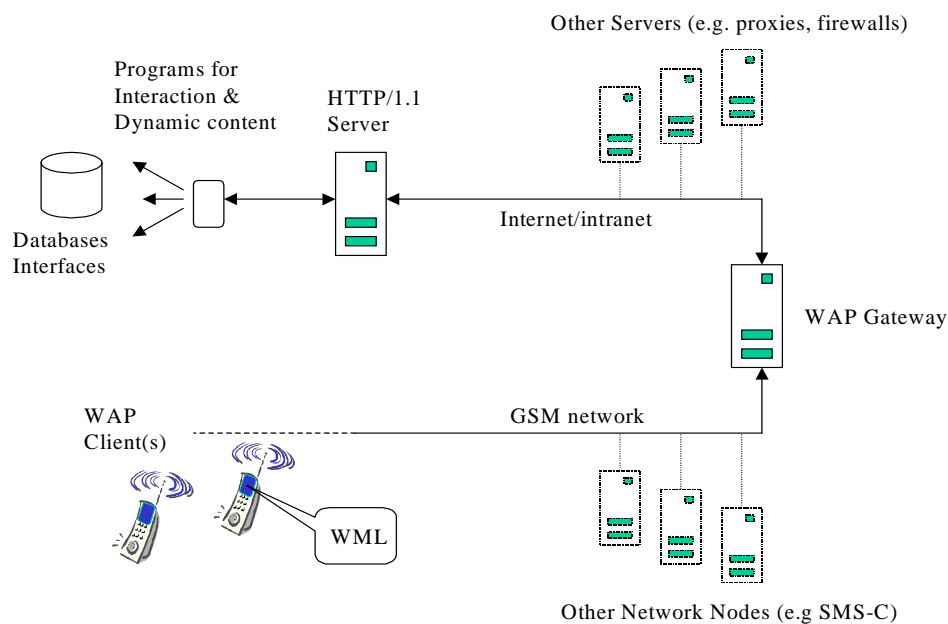 Other Servers (e.g. proxies, firewalls)
Programs for
Interaction &
Dynamic content
HTTP/1.1
Server
Internet/intranet
Databases
Interfaces
WAP Gateway
WAP
Client(s)
GSM network
WML
Other Network Nodes (e.g SMS-C)